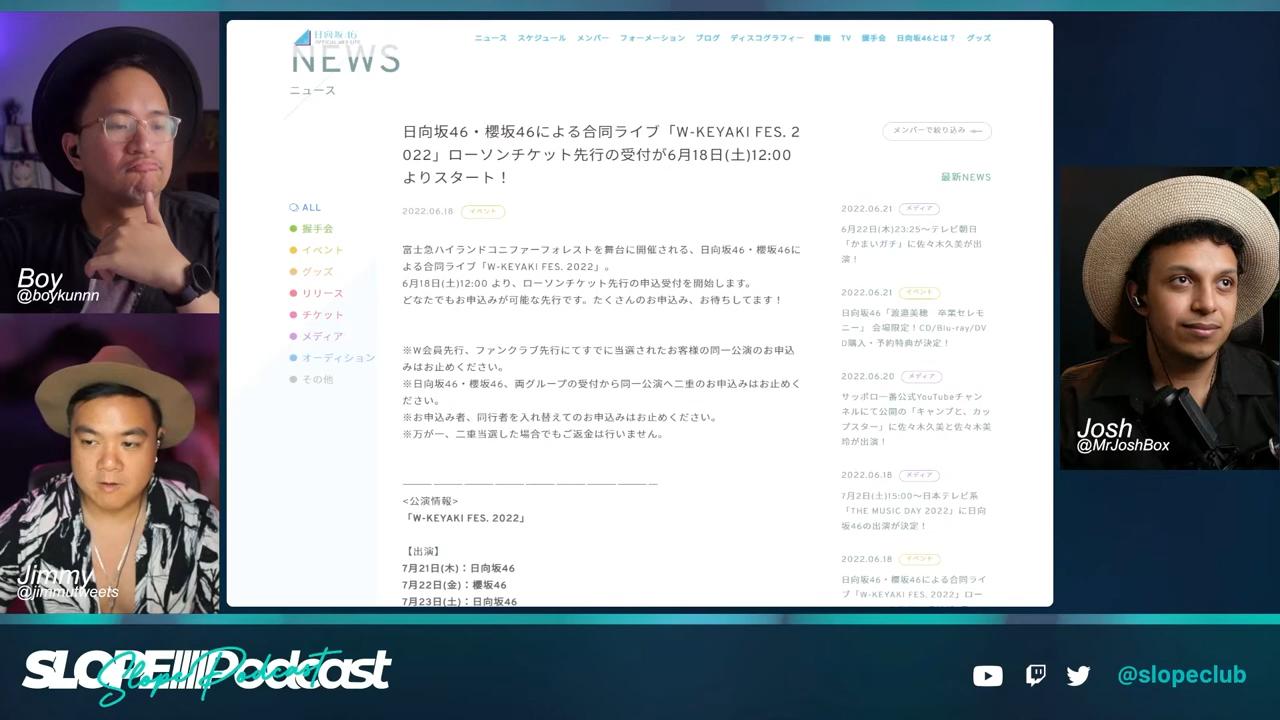 日向坂46
NEWS
ニュース
ニュース スケジュール メンバー フォーメーション ブログ ディスコグラフィー 動画 TV 握手会 日向坂46とは？ グッズ
日向坂46・櫻坂46による合同ライブ「W-KEYAKI FES. 2
022」ローソンチケット先行の受付が6月18日(土)12:00
よりスタート！
2022.06.18 イベント
メンバーで絞り込み
ALL
握手会
イベント
グッズ
リリース
チケット
メディア
オーディション
その他
富士急ハイランドコニファーフォレストを舞台に開催される、日向坂46・櫻坂46に
よる合同ライブ「W-KEYAKI FES. 2022」。
6月18日(土)12:00 より、ローソンチケット先行の申込受付を開始します。
どなたでもお申込みが可能な先行です。たくさんのお申込み、お待ちしてます！
※W会員先行、ファンクラブ先行にてすでに当選されたお客様の同一公演のお申込
みはお止めください。
※日向坂46・櫻坂46、両グループの受付から同一公演へ二重のお申込みはお止めく
ださい。
※お申込み者、同行者を入れ替えてのお申込みはお止めください。
※万が一、二重当選した場合でもご返金は行いません。
<公演情報>
「W-KEYAKI FES. 2022」
【出演】
7月21日(木)：日向坂46
7月22日(金)：櫻坂46
7月23日(土)：日向坂46
最新NEWS
2022.06.21 メディア
6月22日(木)23:25〜テレビ朝日
「かまいガチ」に佐々木久美が出
演！
2022.06.21 イベント
日向坂46「渡邉美穂　卒業セレモ
ニー」 会場限定！CD/Blu-ray/DV
D購入・予約特典が決定！
2022.06.20 メディア
サッポロ一番公式YouTubeチャン
ネルにて公開の「キャンプと、カッ
プスター」に佐々木久美と佐々木美
玲が出演！
2022.06.18 メディア
7月2日(土)15:00〜日本テレビ系
「THE MUSIC DAY 2022」に日向
坂46の出演が決定！
2022.06.18 イベント
日向坂46・櫻坂46による合同ライ
ブ「W-KEYAKI FES. 2022」ロー
Boy
@boykunnn
Jimmy
@jimmutweets
Josh
@MrJoshBox
SLOPE Podcast
Slope Podcast
@slopeclub